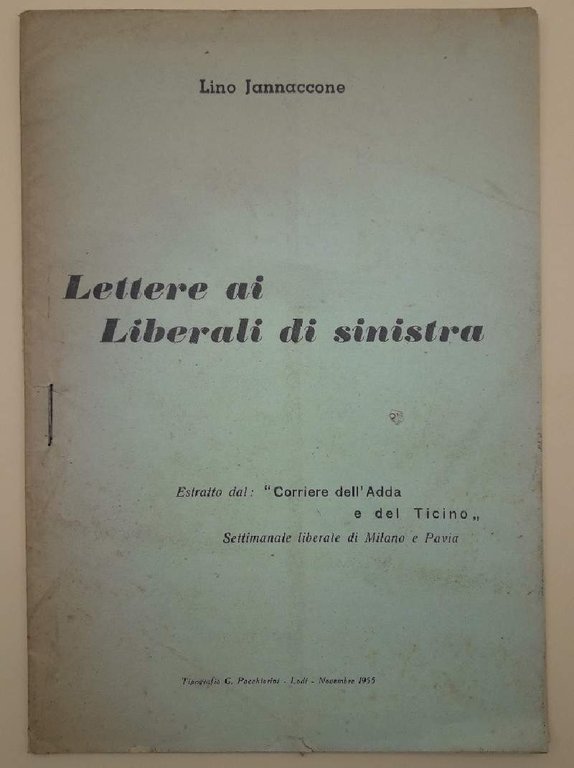 Lino Jannaccone
Lettere ai
Liberali di sinistra
Estratto dal: "Corriere dell'Adda
e del Ticino„
Settimanale liberale di Milano e Pavia
Tipografia G. Pacchiarini - Lodi - Novembre 1955